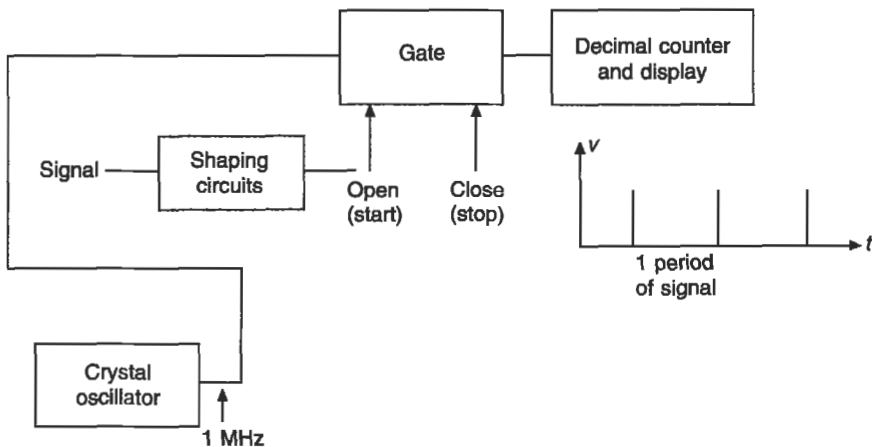 Gate
Decimal counter
and display
Signal
Shaping
circuits
Open
(start)
Close
(stop)
v
t
1 period
of signal
Crystal
oscillator
1 MHz